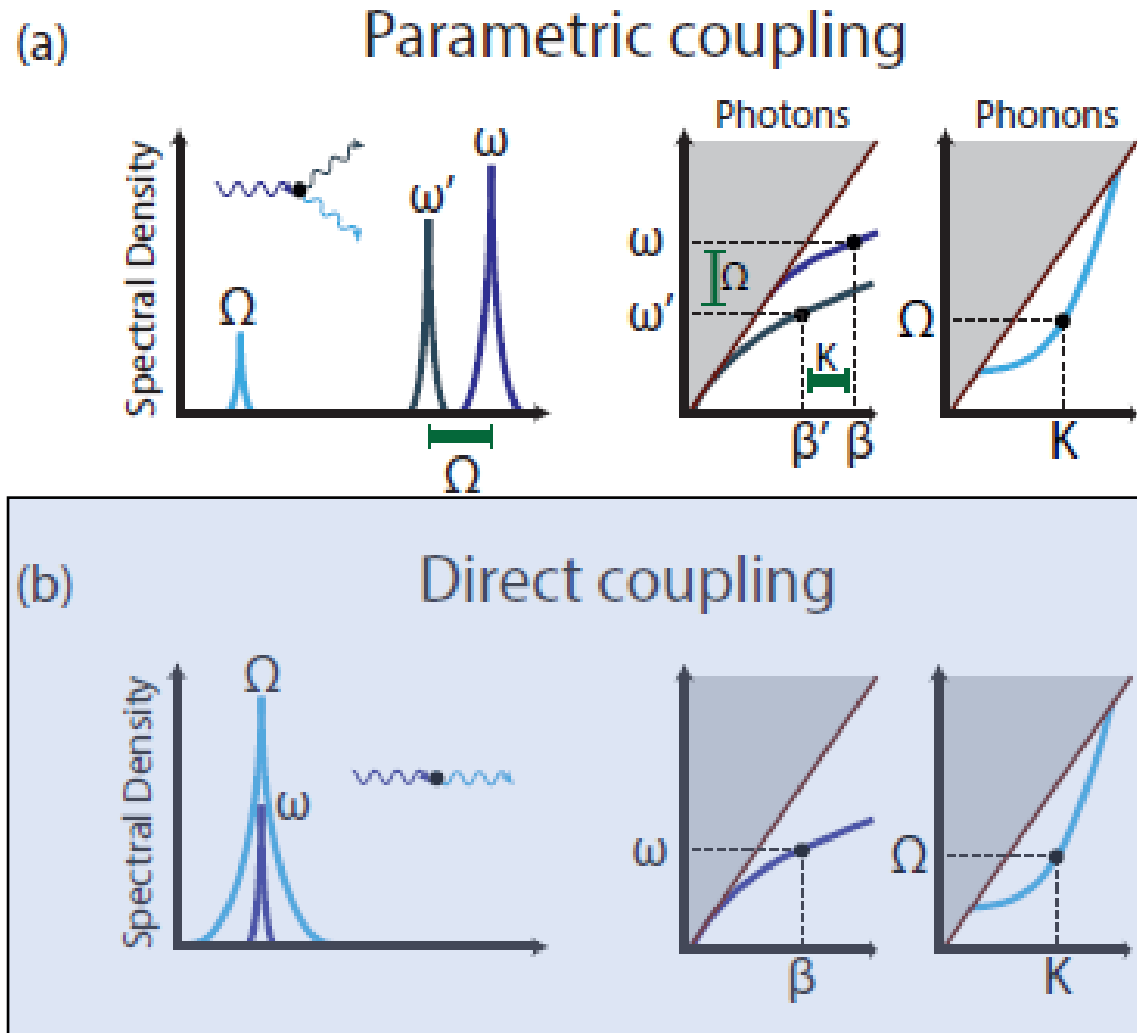 (a)
Parametric coupling
Spectral Density
Ω
ω'
ω
Ω
Photons
ω
ω'
Ω
K
β'
β
Phonons
Ω
K
(b)
Direct coupling
Spectral Density
Ω
ω
ω
β
Ω
K